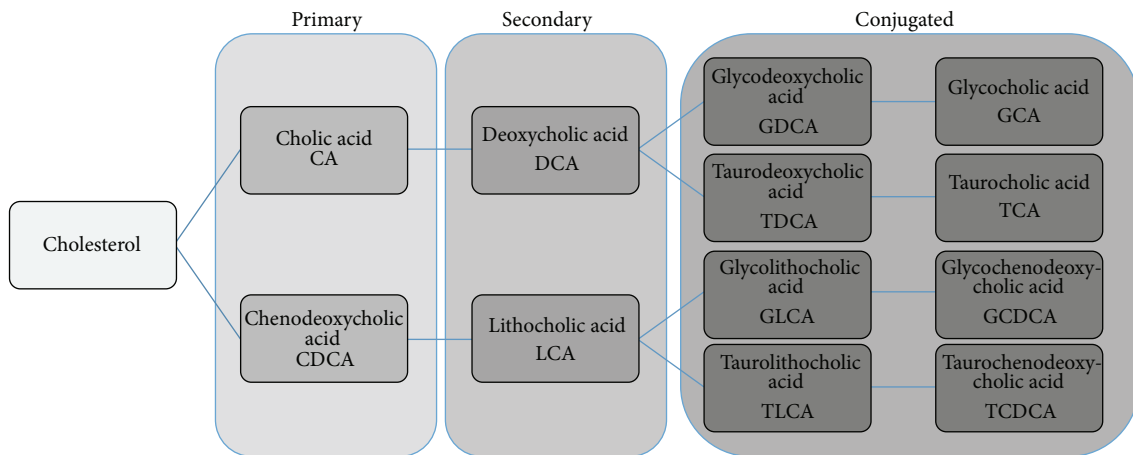 Primary
Secondary
Conjugated
Cholesterol
Cholic acid
CA
Chenodeoxycholic
acid
CDCA
Deoxycholic acid
DCA
Lithocholic acid
LCA
Glycodeoxycholic
acid
GDCA
Glycocholic acid
GCA
Taurodeoxycholic
acid
TDCA
Taurocholic acid
TCA
Glycolithocholic
acid
GLCA
Glycochenodeoxy-
cholic acid
GCDCA
Taurolithocholic
acid
TLCA
Taurochenodeoxy-
cholic acid
TCDCA